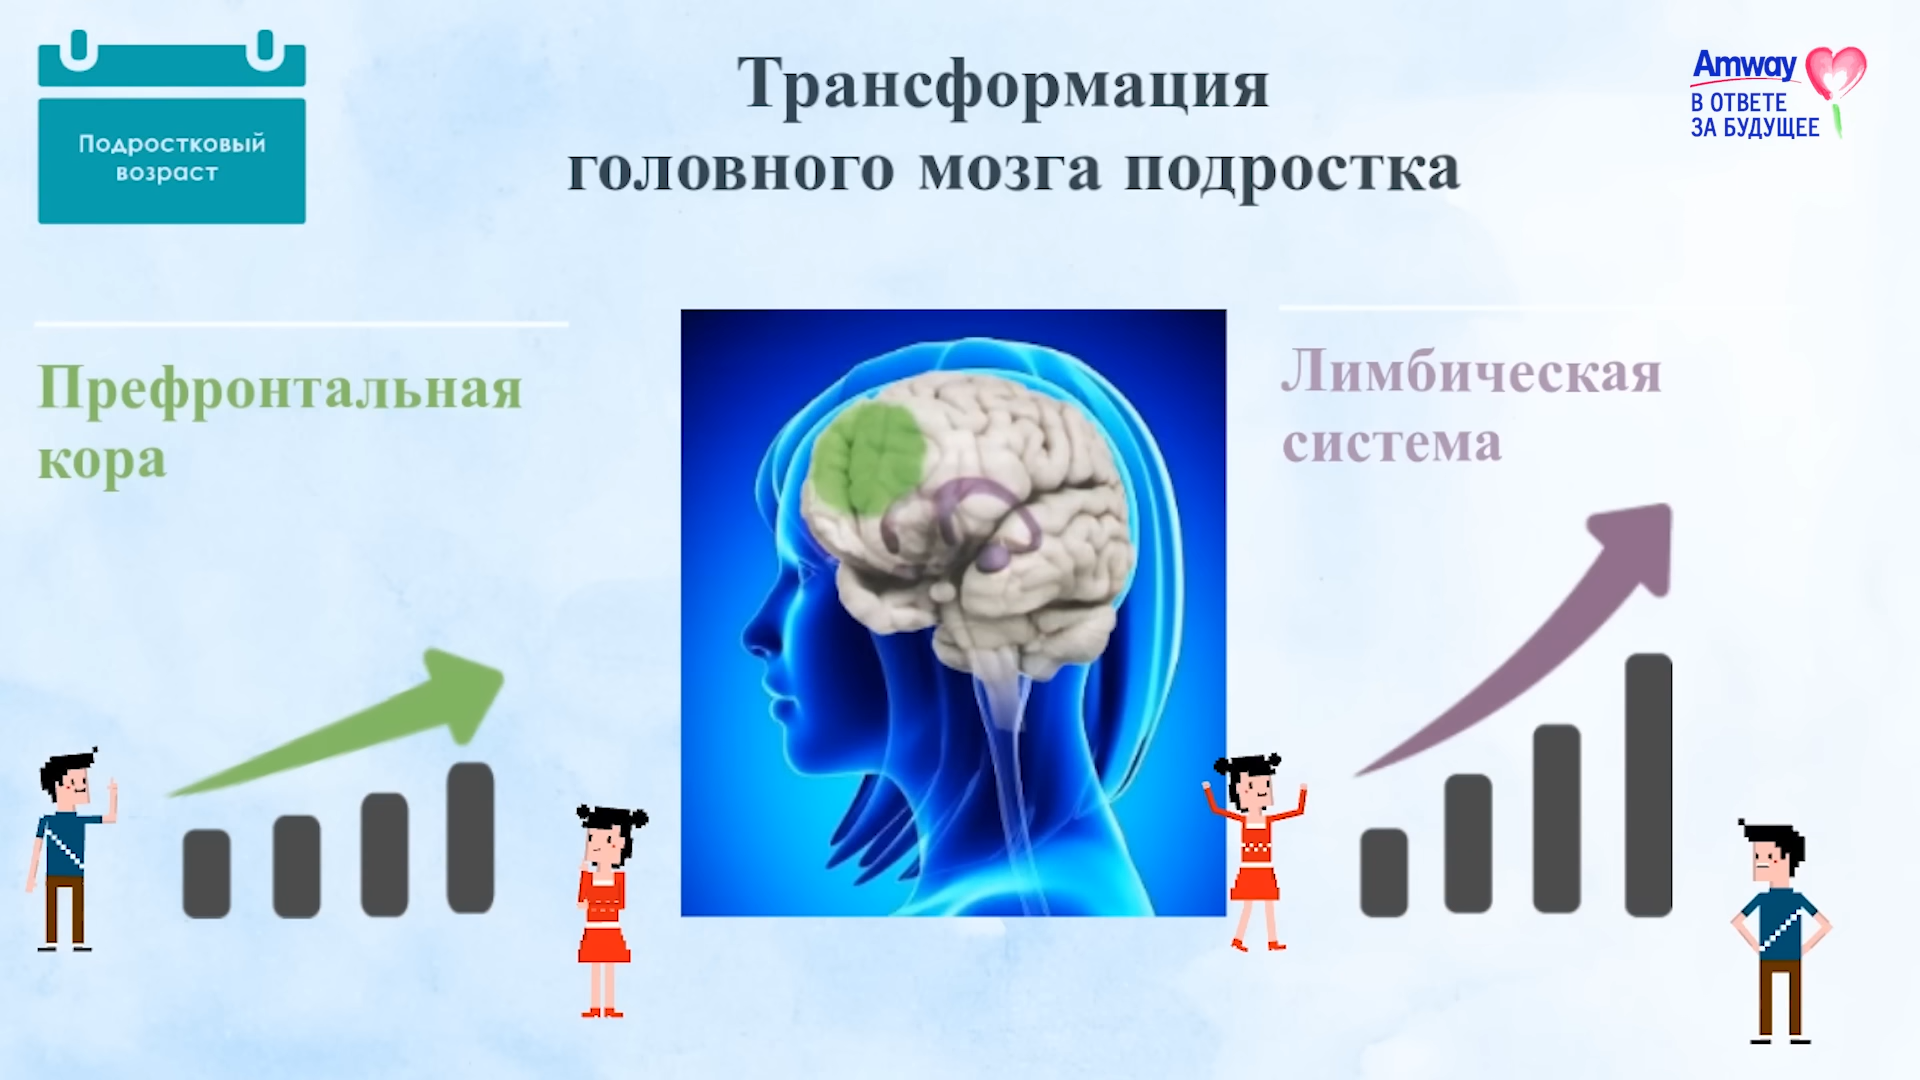 Подростковый
возраст
Трансформация
головного мозга подростка
Amway
В ОТВЕТЕ
ЗА БУДУЩЕЕ
Префронтальная
кора
Лимбическая
система